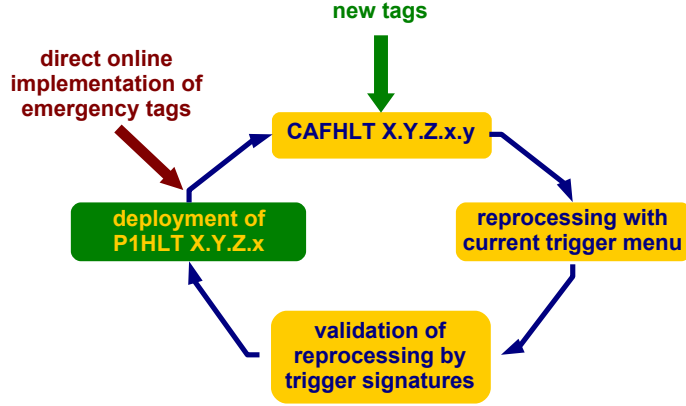 new tags
direct online
implementation of
emergency tags
CAFHLT X.Y.Z.x.y
deployment of
P1HLT X.Y.Z.x
reprocessing with
current trigger menu
validation of
reprocessing by
trigger signatures